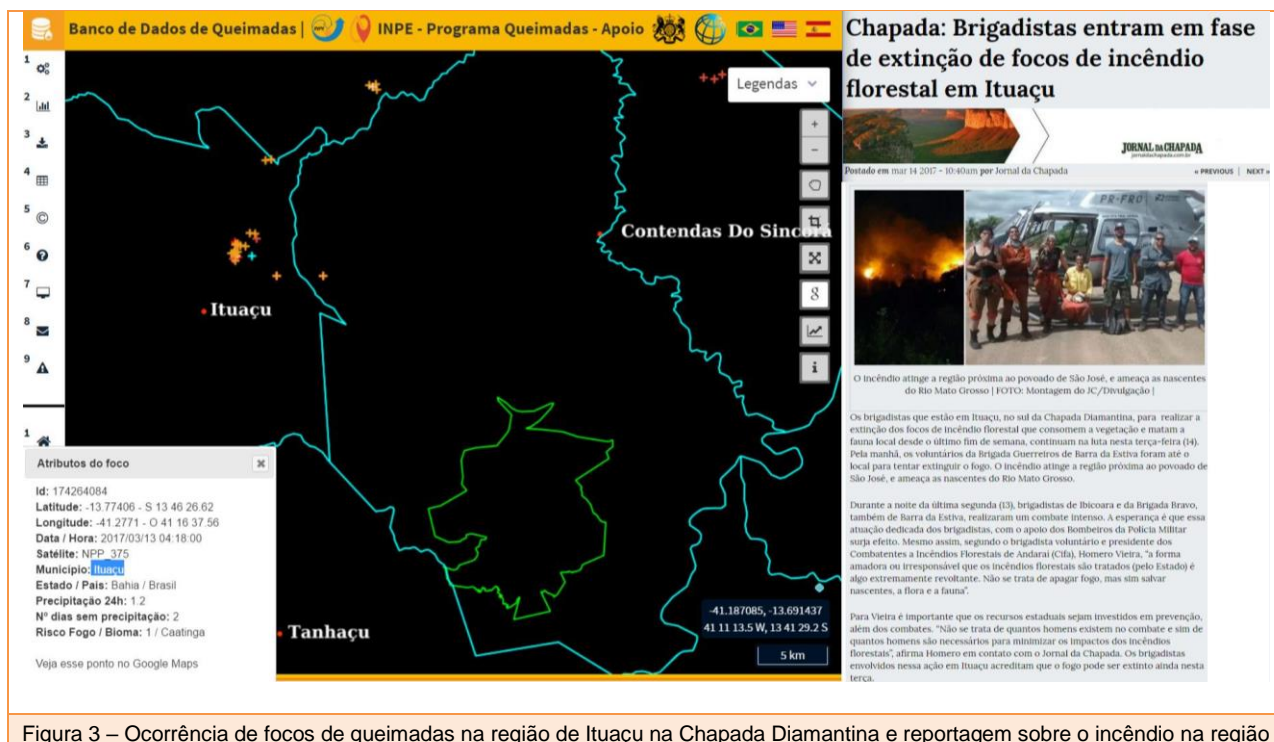 Banco de Dados de Queimadas | INPE - Programa Queimadas - Apoio
Legendas
1
2
3
4
5
6
7
8
9
1
+
−
8
i
Contendas Do Sincorá
Ituaçu
Tanhaçu
Atributos do foco
Id: 174264084
Latitude: -13.77406 - S 13 46 26.62
Longitude: -41.2771 - O 41 16 37.56
Data / Hora: 2017/03/13 04:18:00
Satélite: NPP_375
Municipio: Ituaçu
Estado / País: Bahia / Brasil
Precipitação 24h: 1.2
Nº dias sem precipitação: 2
Risco Fogo / Bioma: 1 / Caatinga
Veja esse ponto no Google Maps
-41.187085, -13.691437
41 11 13.5 W, 13 41 29.2 S
5 km
Chapada: Brigadistas entram em fase
de extinção de focos de incêndio
florestal em Ituaçu
JORNAL DA CHAPADA
jornaldachapada.com.br
Postado em mar 14 2017 - 10:40am por Jornal da Chapada
« PREVIOUS | NEXT »
PR-FRO
O incêndio atinge a região próxima ao povoado de São José, e ameaça as nascentes
do Rio Mato Grosso | FOTO: Montagem do JC/Divulgação |
Os brigadistas que estão em Ituaçu, no sul da Chapada Diamantina, para realizar a
extinção dos focos de incêndio florestal que consomem a vegetação e matam a
fauna local desde o último fim de semana, continuam na luta nesta terça-feira (14).
Pela manhã, os voluntários da Brigada Guerreiros de Barra da Estiva foram até o
local para tentar extinguir o fogo. O incêndio atinge a região próxima ao povoado de
São José, e ameaça as nascentes do Rio Mato Grosso.
Durante a noite da última segunda (13), brigadistas de Ibicoara e da Brigada Bravo,
também de Barra da Estiva, realizaram um combate intenso. A esperança é que essa
atuação dedicada dos brigadistas, com o apoio dos Bombeiros da Polícia Militar
surja efeito. Mesmo assim, segundo o brigadista voluntário e presidente dos
Combatentes a Incêndios Florestais de Andaraí (Cifa), Homero Vieira, "a forma
amadora ou irresponsável que os incêndios florestais são tratados (pelo Estado) é
algo extremamente revoltante. Não se trata de apagar fogo, mas sim salvar
nascentes, a flora e a fauna".
Para Vieira é importante que os recursos estaduais sejam investidos em prevenção,
além dos combates. "Não se trata de quantos homens existem no combate e sim de
quantos homens são necessários para minimizar os impactos dos incêndios
florestais", afirma Homero em contato com o Jornal da Chapada. Os brigadistas
envolvidos nessa ação em Ituaçu acreditam que o fogo pode ser extinto ainda nesta
terça.
Figura 3 – Ocorrência de focos de queimadas na região de Ituaçu na Chapada Diamantina e reportagem sobre o incêndio na região